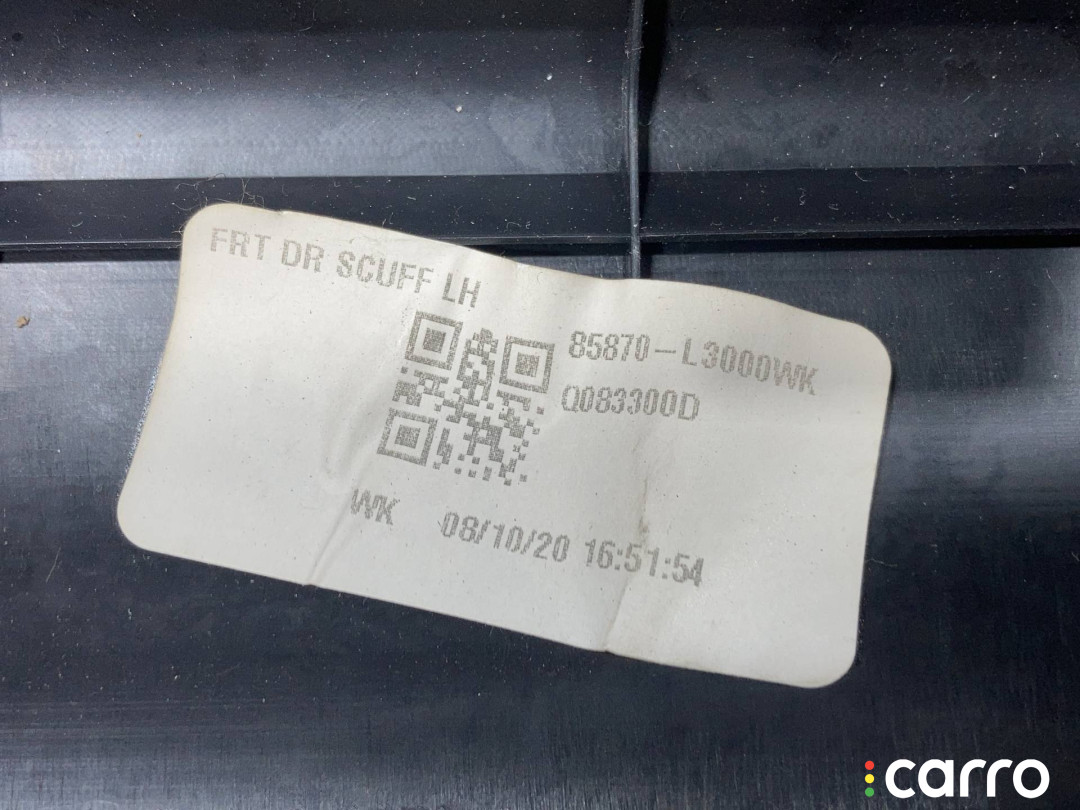 FRT DR SCUFF LH
85870-L3000WK
Q083300D
WK 08/10/20 16:51:54
carro